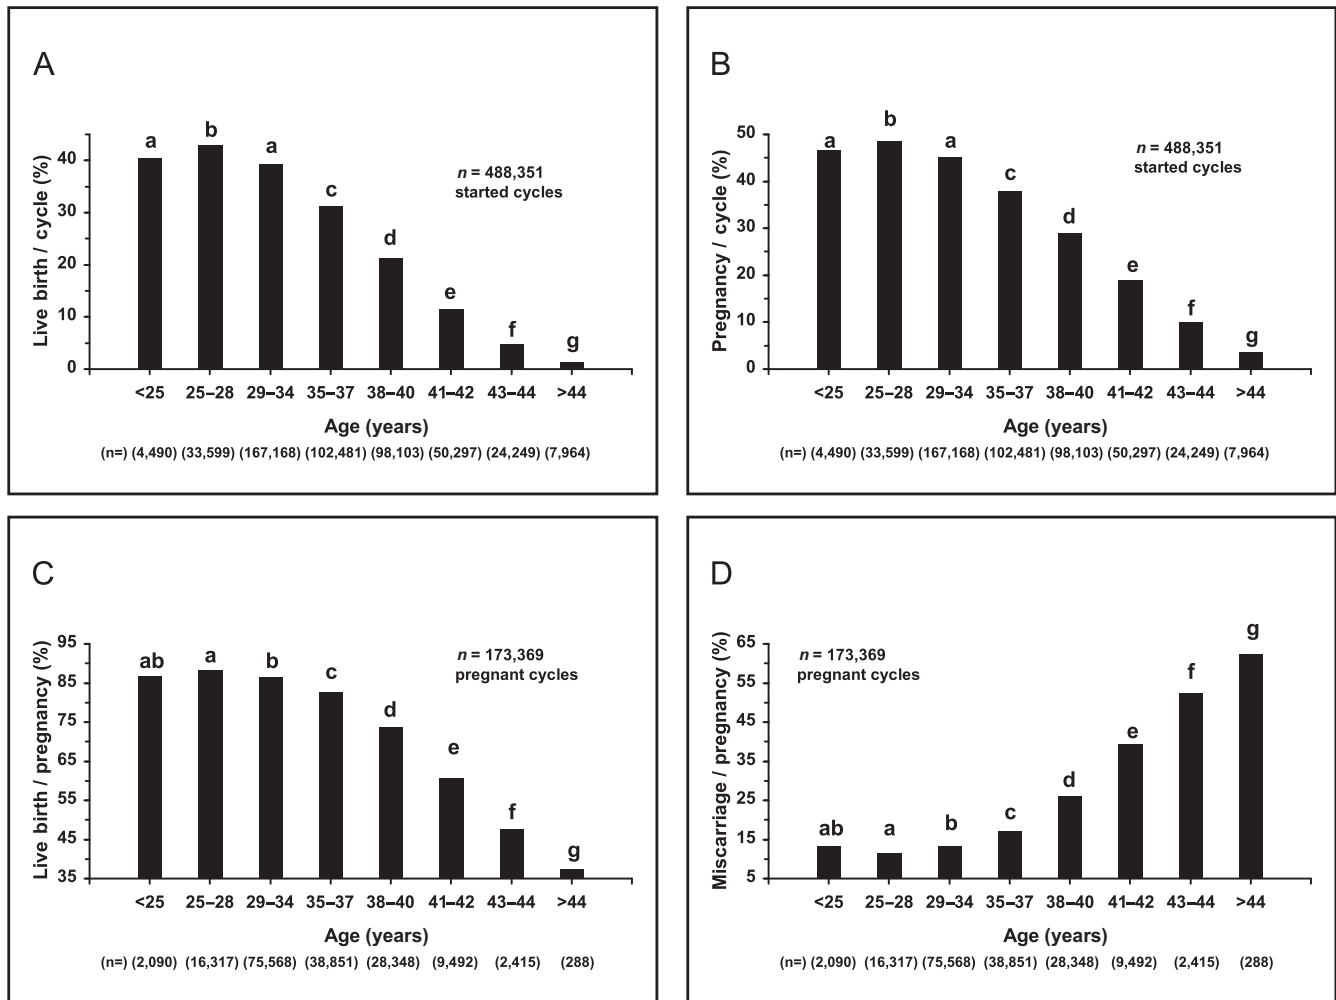 A
Live birth / cycle (%)
40
30
20
10
0
a
b
a
c
d
e
f
g
n = 488,351
started cycles
<25 25–28 29–34 35–37 38–40 41–42 43–44 >44
Age (years)
(n=) (4,490) (33,599) (167,168) (102,481) (98,103) (50,297) (24,249) (7,964)
B
Pregnancy / cycle (%)
50
40
30
20
10
0
a
b
a
c
d
e
f
g
n = 488,351
started cycles
<25 25–28 29–34 35–37 38–40 41–42 43–44 >44
Age (years)
(n=) (4,490) (33,599) (167,168) (102,481) (98,103) (50,297) (24,249) (7,964)
C
Live birth / pregnancy (%)
95
85
75
65
55
45
35
ab
a
b
c
d
e
f
g
n = 173,369
pregnant cycles
<25 25–28 29–34 35–37 38–40 41–42 43–44 >44
Age (years)
(n=) (2,090) (16,317) (75,568) (38,851) (28,348) (9,492) (2,415) (288)
D
Miscarriage / pregnancy (%)
65
55
45
35
25
15
5
ab
a
b
c
d
e
f
g
n = 173,369
pregnant cycles
<25 25–28 29–34 35–37 38–40 41–42 43–44 >44
Age (years)
(n=) (2,090) (16,317) (75,568) (38,851) (28,348) (9,492) (2,415) (288)